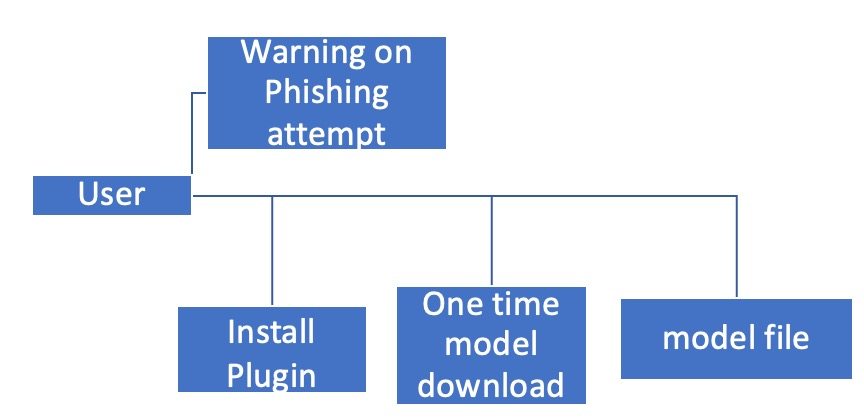 Warning on
Phishing
attempt
User
Install
Plugin
One time
model
download
model file